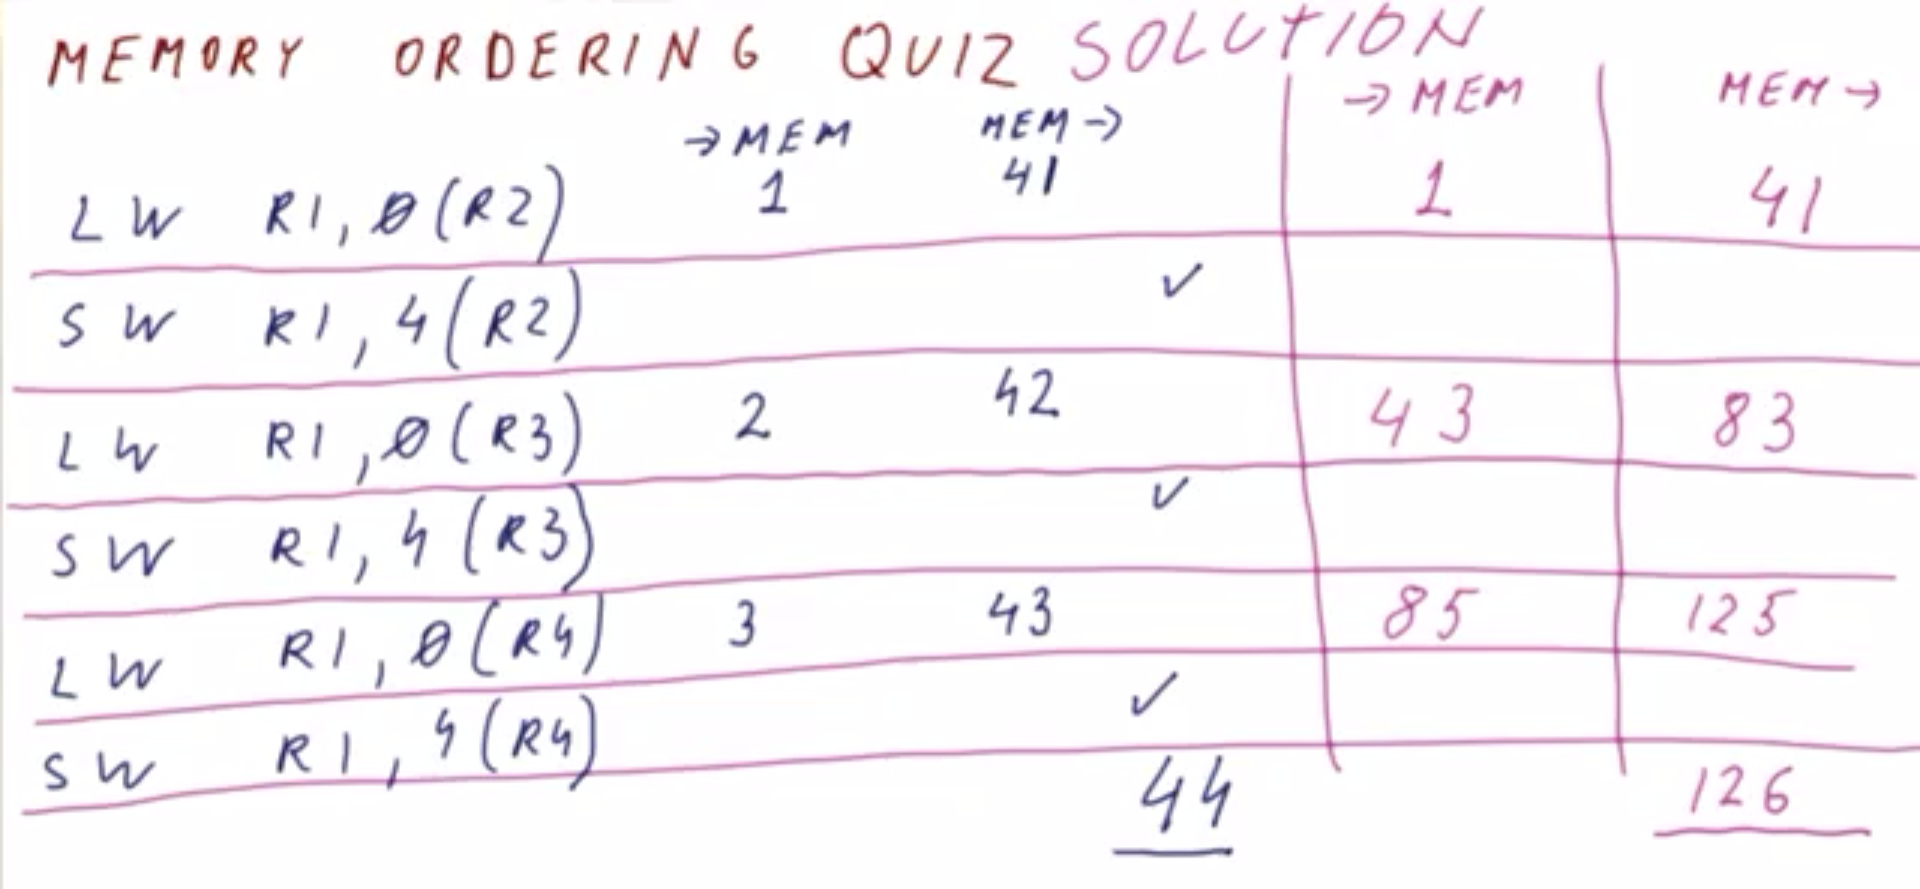 MEMORY ORDERING QUIZ SOLUTION
→MEM MEM→ →MEM MEM→
LW R1, 0(R2) 1 41 1 41
SW R1, 4(R2) ✓
LW R1, 0(R3) 2 42 43 83
SW R1, 4(R3) ✓
LW R1, 0(R4) 3 43 85 125
SW R1, 4(R4) ✓
44 126